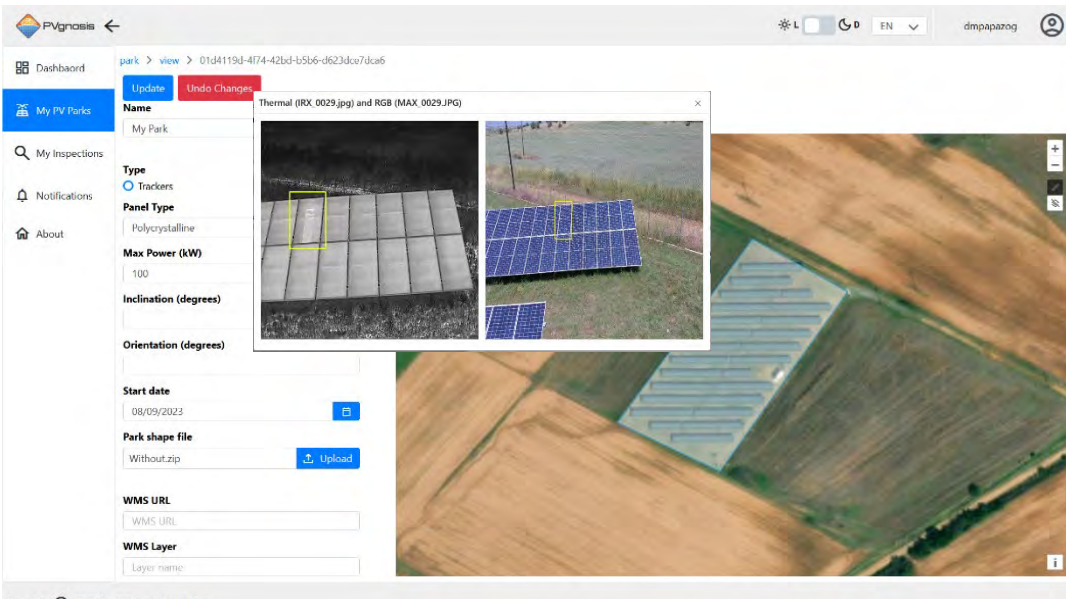 PVgnosis
L
D
EN
dmpapazog
Dashbaord
My PV Parks
My Inspections
Notifications
About
park > view > 01d4119d-4f74-42bd-b5b6-d623dce7dca6
Update
Undo Changes
Thermal (IRX_0029.jpg) and RGB (MAX_0029.JPG)
×
Name
My Park
Type
Trackers
Panel Type
Polycrystalline
Max Power (kW)
100
Inclination (degrees)
Orientation (degrees)
Start date
08/09/2023
Park shape file
Without.zip
Upload
WMS URL
WMS URL
WMS Layer
Layer name
+
−
i